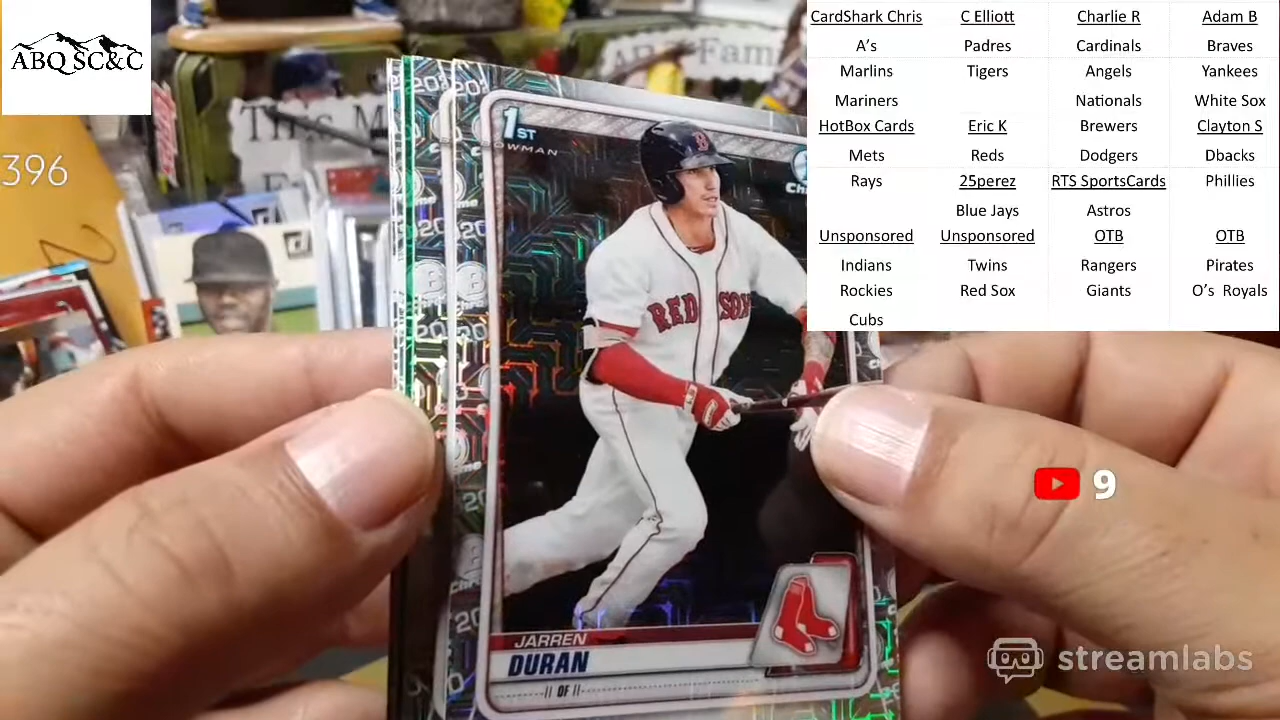 ABQ SC&C
396
CardShark Chris
A's
Marlins
Mariners
HotBox Cards
Mets
Rays
Unsponsored
Indians
Rockies
Cubs
C Elliott
Padres
Tigers
Eric K
Reds
25perez
Blue Jays
Unsponsored
Twins
Red Sox
Charlie R
Cardinals
Angels
Nationals
Brewers
Dodgers
RTS SportsCards
Astros
OTB
Rangers
Giants
Adam B
Braves
Yankees
White Sox
Clayton S
Dbacks
Phillies
OTB
Pirates
O's Royals
1ST
BOWMAN
B
RED SOX
JARREN
DURAN
OF
9
streamlabs